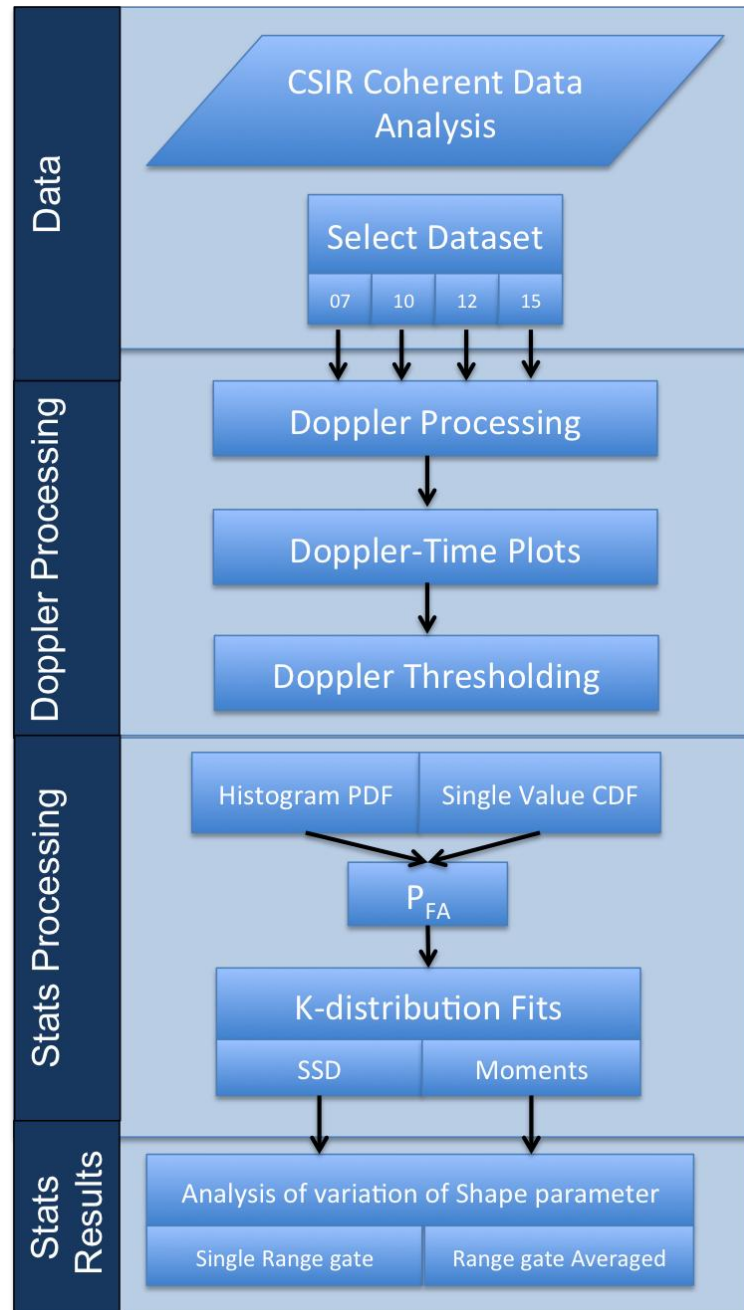 Data
CSIR Coherent Data
Analysis
Select Dataset
07 10 12 15
Doppler Processing
Doppler Processing
Doppler-Time Plots
Doppler Thresholding
Stats Processing
Histogram PDF Single Value CDF
P_FA
K-distribution Fits
SSD Moments
Stats
Results
Analysis of variation of Shape parameter
Single Range gate Range gate Averaged